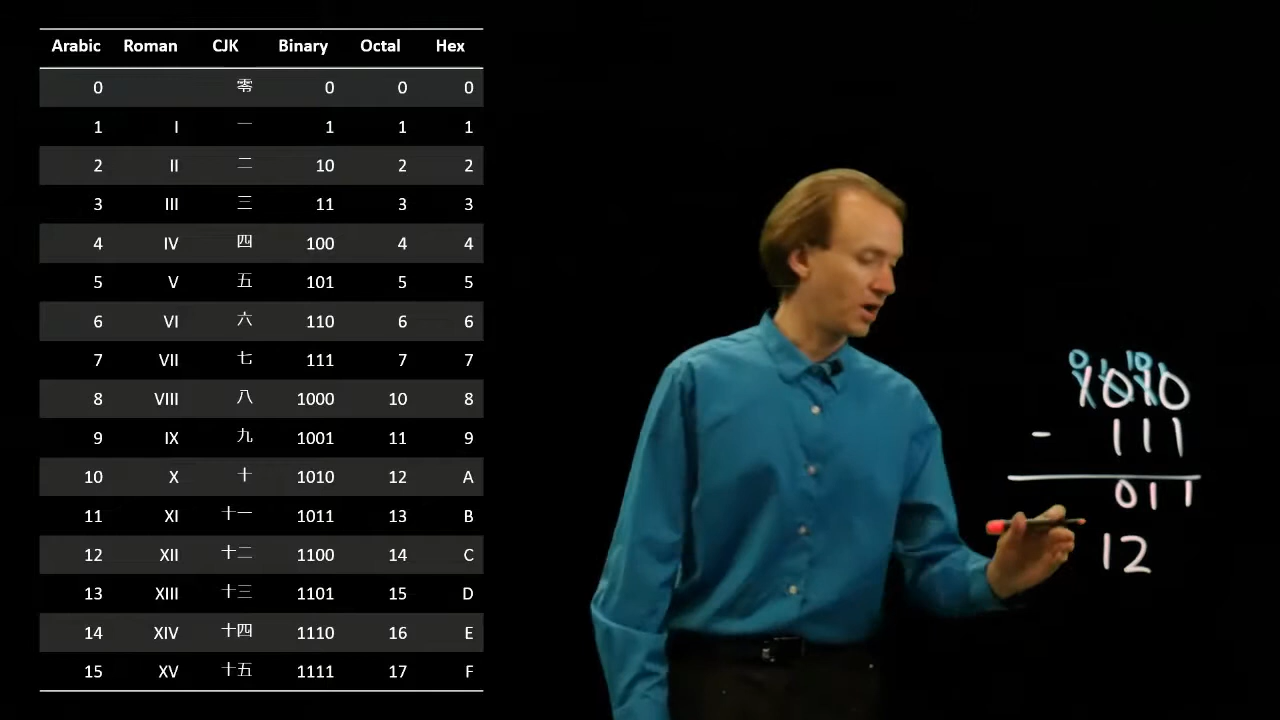 Arabic Roman CJK Binary Octal Hex
0 零 0 0 0
1 I 一 1 1 1
2 II 二 10 2 2
3 III 三 11 3 3
4 IV 四 100 4 4
5 V 五 101 5 5
6 VI 六 110 6 6
7 VII 七 111 7 7
8 VIII 八 1000 10 8
9 IX 九 1001 11 9
10 X 十 1010 12 A
11 XI 十一 1011 13 B
12 XII 十二 1100 14 C
13 XIII 十三 1101 15 D
14 XIV 十四 1110 16 E
15 XV 十五 1111 17 F
0 1 10
1010
- 111
011
12